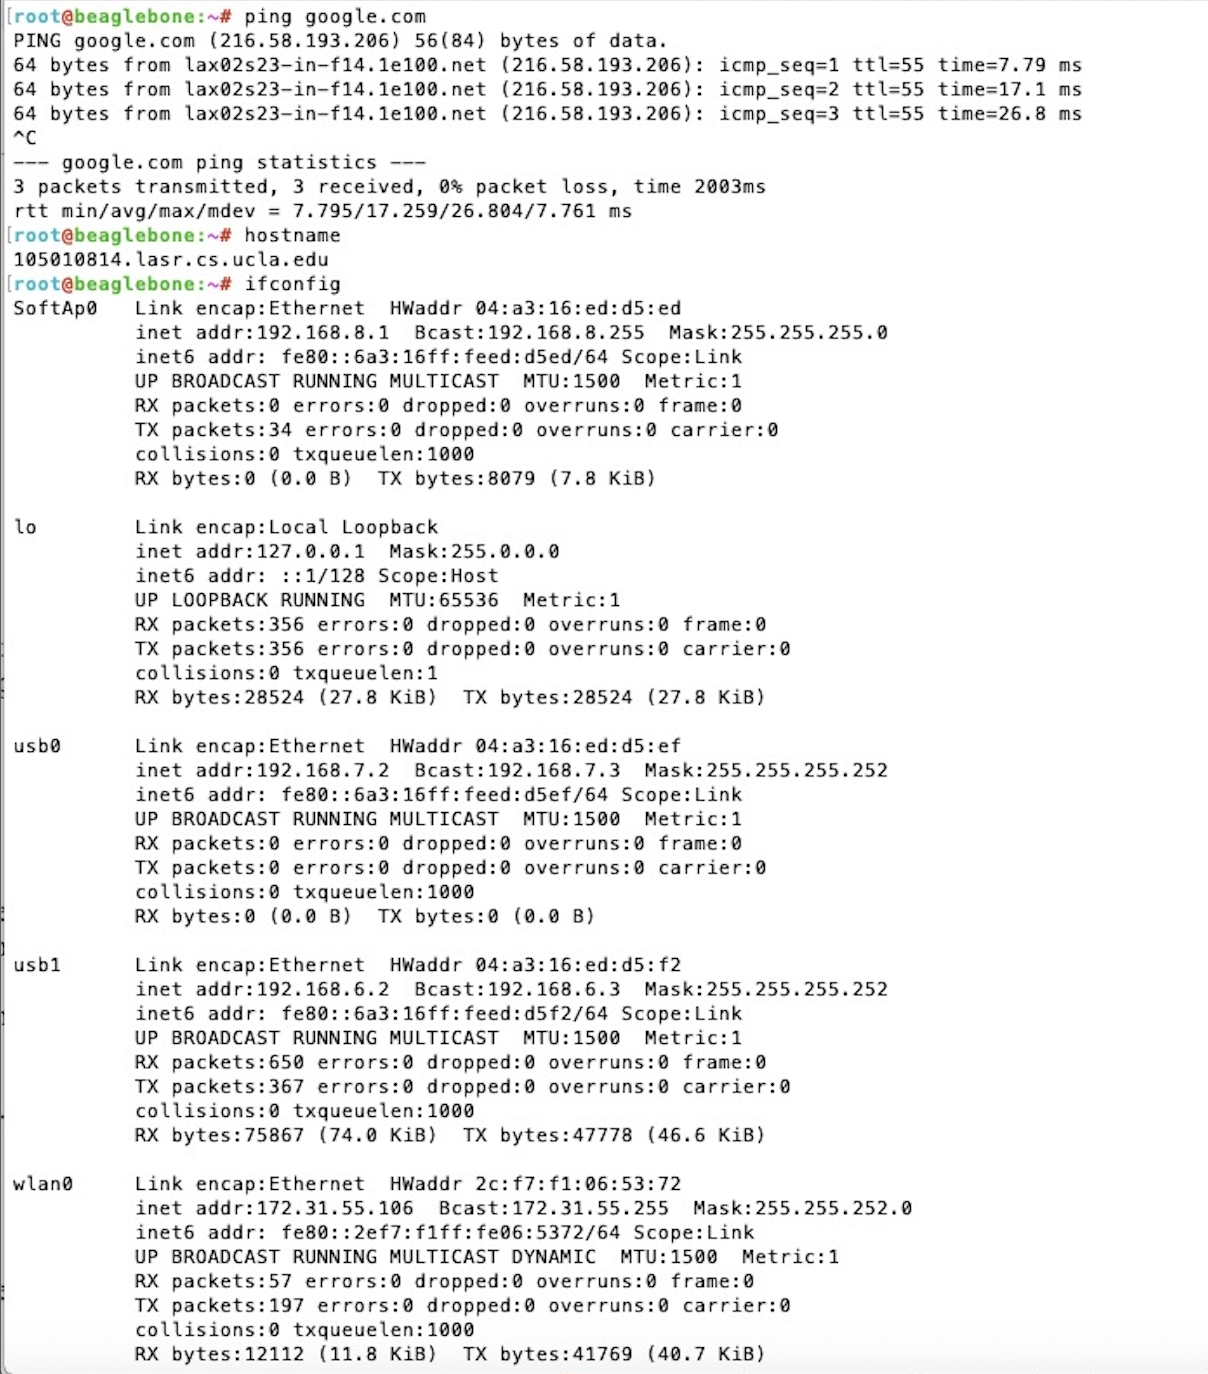 [root@beaglebone:~# ping google.com
PING google.com (216.58.193.206) 56(84) bytes of data.
64 bytes from lax02s23-in-f14.1e100.net (216.58.193.206): icmp_seq=1 ttl=55 time=7.79 ms
64 bytes from lax02s23-in-f14.1e100.net (216.58.193.206): icmp_seq=2 ttl=55 time=17.1 ms
64 bytes from lax02s23-in-f14.1e100.net (216.58.193.206): icmp_seq=3 ttl=55 time=26.8 ms
^C
--- google.com ping statistics ---
3 packets transmitted, 3 received, 0% packet loss, time 2003ms
rtt min/avg/max/mdev = 7.795/17.259/26.804/7.761 ms
[root@beaglebone:~# hostname
105010814.lasr.cs.ucla.edu
[root@beaglebone:~# ifconfig
SoftAp0   Link encap:Ethernet  HWaddr 04:a3:16:ed:d5:ed
          inet addr:192.168.8.1  Bcast:192.168.8.255  Mask:255.255.255.0
          inet6 addr: fe80::6a3:16ff:feed:d5ed/64 Scope:Link
          UP BROADCAST RUNNING MULTICAST  MTU:1500  Metric:1
          RX packets:0 errors:0 dropped:0 overruns:0 frame:0
          TX packets:34 errors:0 dropped:0 overruns:0 carrier:0
          collisions:0 txqueuelen:1000
          RX bytes:0 (0.0 B)  TX bytes:8079 (7.8 KiB)

lo        Link encap:Local Loopback
          inet addr:127.0.0.1  Mask:255.0.0.0
          inet6 addr: ::1/128 Scope:Host
          UP LOOPBACK RUNNING  MTU:65536  Metric:1
          RX packets:356 errors:0 dropped:0 overruns:0 frame:0
          TX packets:356 errors:0 dropped:0 overruns:0 carrier:0
          collisions:0 txqueuelen:1
          RX bytes:28524 (27.8 KiB)  TX bytes:28524 (27.8 KiB)

usb0      Link encap:Ethernet  HWaddr 04:a3:16:ed:d5:ef
          inet addr:192.168.7.2  Bcast:192.168.7.3  Mask:255.255.255.252
          inet6 addr: fe80::6a3:16ff:feed:d5ef/64 Scope:Link
          UP BROADCAST RUNNING MULTICAST  MTU:1500  Metric:1
          RX packets:0 errors:0 dropped:0 overruns:0 frame:0
          TX packets:0 errors:0 dropped:0 overruns:0 carrier:0
          collisions:0 txqueuelen:1000
          RX bytes:0 (0.0 B)  TX bytes:0 (0.0 B)

usb1      Link encap:Ethernet  HWaddr 04:a3:16:ed:d5:f2
          inet addr:192.168.6.2  Bcast:192.168.6.3  Mask:255.255.255.252
          inet6 addr: fe80::6a3:16ff:feed:d5f2/64 Scope:Link
          UP BROADCAST RUNNING MULTICAST  MTU:1500  Metric:1
          RX packets:650 errors:0 dropped:0 overruns:0 frame:0
          TX packets:367 errors:0 dropped:0 overruns:0 carrier:0
          collisions:0 txqueuelen:1000
          RX bytes:75867 (74.0 KiB)  TX bytes:47778 (46.6 KiB)

wlan0     Link encap:Ethernet  HWaddr 2c:f7:f1:06:53:72
          inet addr:172.31.55.106  Bcast:172.31.55.255  Mask:255.255.252.0
          inet6 addr: fe80::2ef7:f1ff:fe06:5372/64 Scope:Link
          UP BROADCAST RUNNING MULTICAST DYNAMIC  MTU:1500  Metric:1
          RX packets:57 errors:0 dropped:0 overruns:0 frame:0
          TX packets:197 errors:0 dropped:0 overruns:0 carrier:0
          collisions:0 txqueuelen:1000
          RX bytes:12112 (11.8 KiB)  TX bytes:41769 (40.7 KiB)